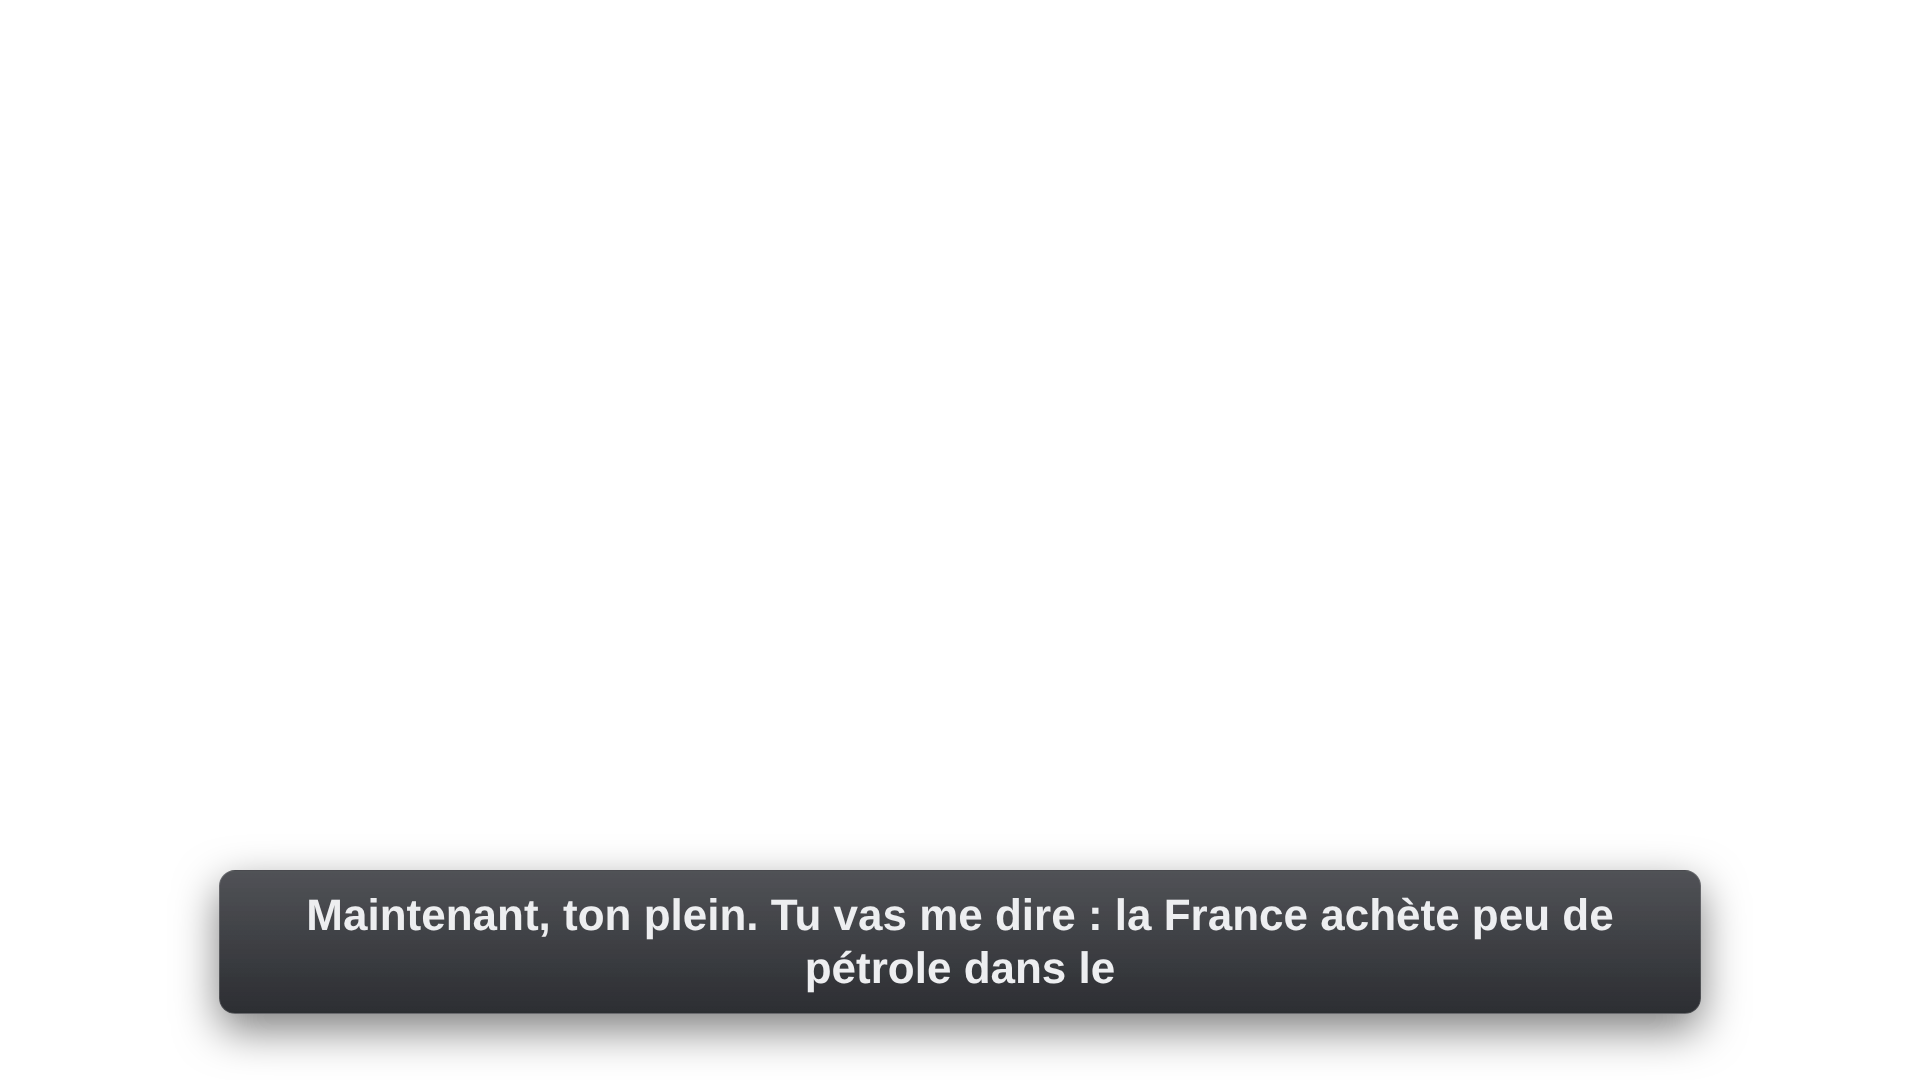 Maintenant, ton plein. Tu vas me dire : la France achète peu de
pétrole dans le